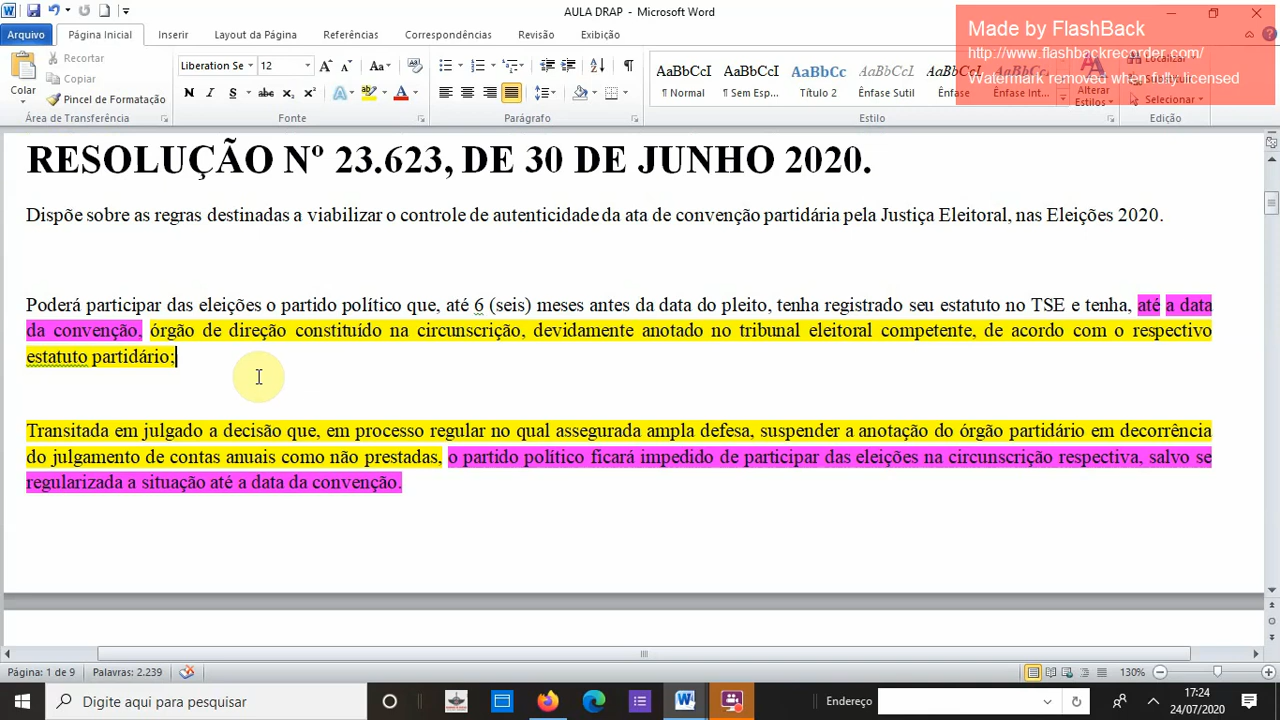 AULA DRAP - Microsoft Word
Made by FlashBack
http://www.flashbackrecorder.com/
Watermark removed when fully licensed
Arquivo Página Inicial Inserir Layout da Página Referências Correspondências Revisão Exibição
Colar
Recortar
Copiar
Pincel de Formatação
Área de Transferência
Liberation Se 12
N I S abc x₂ x² A
Fonte
Parágrafo
AaBbCcI AaBbCcI AaBbCc AaBbCcI AaBbCcI AaBbCcI
¶ Normal ¶ Sem Esp... Título 2 Ênfase Sutil Ênfase Ênfase Int...
Alterar Estilos
Estilo
Localizar
Selecionar
Edição
RESOLUÇÃO Nº 23.623, DE 30 DE JUNHO 2020.
Dispõe sobre as regras destinadas a viabilizar o controle de autenticidade da ata de convenção partidária pela Justiça Eleitoral, nas Eleições 2020.
Poderá participar das eleições o partido político que, até 6 (seis) meses antes da data do pleito, tenha registrado seu estatuto no TSE e tenha, até a data
da convenção, órgão de direção constituído na circunscrição, devidamente anotado no tribunal eleitoral competente, de acordo com o respectivo
estatuto partidário;
Transitada em julgado a decisão que, em processo regular no qual assegurada ampla defesa, suspender a anotação do órgão partidário em decorrência
do julgamento de contas anuais como não prestadas, o partido político ficará impedido de participar das eleições na circunscrição respectiva, salvo se
regularizada a situação até a data da convenção.
Página: 1 de 9 Palavras: 2.239 130%
Digite aqui para pesquisar
Endereço
17:24
24/07/2020